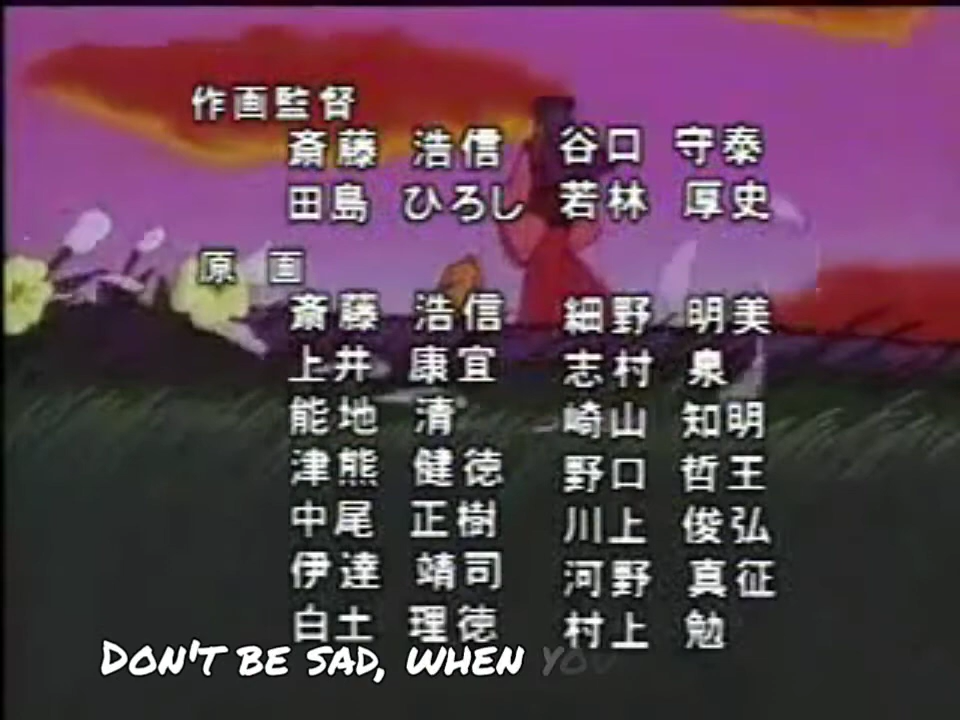 作画監督
斎藤 浩信 谷口 守泰
田島 ひろし 若林 厚史
原 画
斎藤 浩信 細野 明美
上井 康宜 志村 泉
能地 清 崎山 知明
津熊 健徳 野口 哲王
中尾 正樹 川上 俊弘
伊達 靖司 河野 真征
白土 理徳 村上 勉
DON'T BE SAD, WHEN YOU